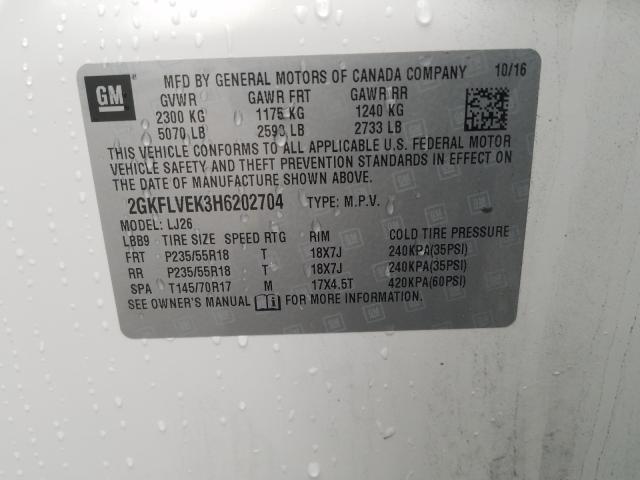 GM MFD BY GENERAL MOTORS OF CANADA COMPANY 10/16
GVWR GAWR FRT GAWR RR
2300 KG 1175 KG 1240 KG
5070 LB 2590 LB 2733 LB
THIS VEHICLE CONFORMS TO ALL APPLICABLE U.S. FEDERAL MOTOR
VEHICLE SAFETY AND THEFT PREVENTION STANDARDS IN EFFECT ON
THE DATE OF MANUFACTURE SHOWN ABOVE.
2GKFLVEK3H6202704 TYPE: M.P.V.
MODEL: LJ26
LBB9 TIRE SIZE SPEED RTG RIM COLD TIRE PRESSURE
FRT P235/55R18 T 18X7J 240KPA(35PSI)
RR P235/55R18 T 18X7J 240KPA(35PSI)
SPA T145/70R17 M 17X4.5T 420KPA(60PSI)
SEE OWNER'S MANUAL FOR MORE INFORMATION.